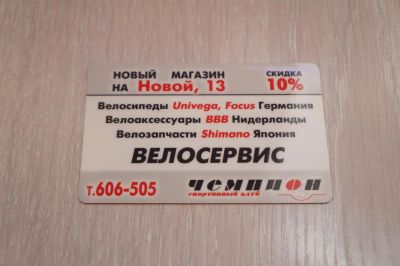 НОВЫЙ МАГАЗИН
НА Новой, 13
СКИДКА
10%
Велосипеды Univega, Focus Германия
Велоаксессуары BBB Нидерланды
Велозапчасти Shimano Япония
ВЕЛОСЕРВИС
т.606-505
ЧЕМПИОН
спортивный клуб